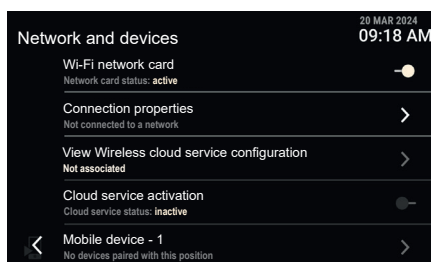 20 MAR 2024
Network and devices
09:18 AM
Wi-Fi network card
Network card status: active
Connection properties
Not connected to a network
View Wireless cloud service configuration
Not associated
Cloud service activation
Cloud service status: inactive
Mobile device - 1
No devices paired with this position